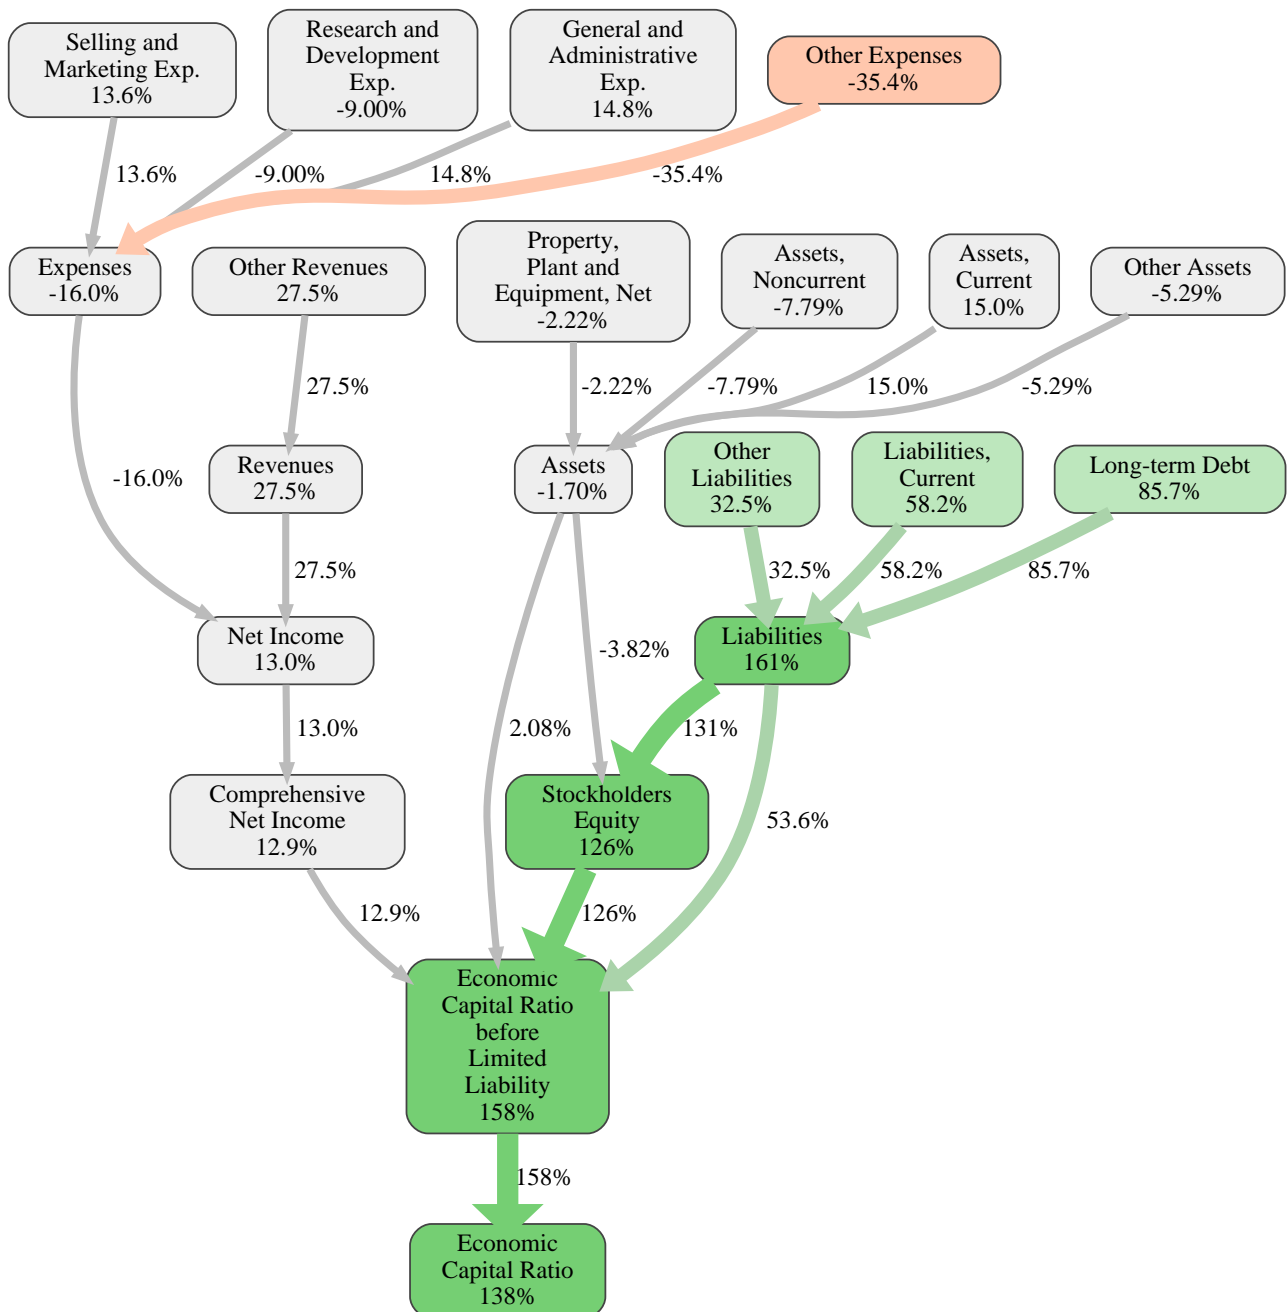 Selling and
Marketing Exp.
13.6%
Research and
Development
Exp.
-9.00%
General and
Administrative
Exp.
14.8%
Other Expenses
-35.4%
13.6%
-9.00%
14.8%
-35.4%
Expenses
-16.0%
Other Revenues
27.5%
Property,
Plant and
Equipment, Net
-2.22%
Assets,
Noncurrent
-7.79%
Assets,
Current
15.0%
Other Assets
-5.29%
27.5%
-2.22%
-7.79%
15.0%
-5.29%
-16.0%
Revenues
27.5%
Assets
-1.70%
Other
Liabilities
32.5%
Liabilities,
Current
58.2%
Long-term Debt
85.7%
27.5%
32.5%
58.2%
85.7%
Net Income
13.0%
-3.82%
Liabilities
161%
13.0%
2.08%
131%
Comprehensive
Net Income
12.9%
Stockholders
Equity
126%
53.6%
12.9%
126%
Economic
Capital Ratio
before
Limited
Liability
158%
158%
Economic
Capital Ratio
138%